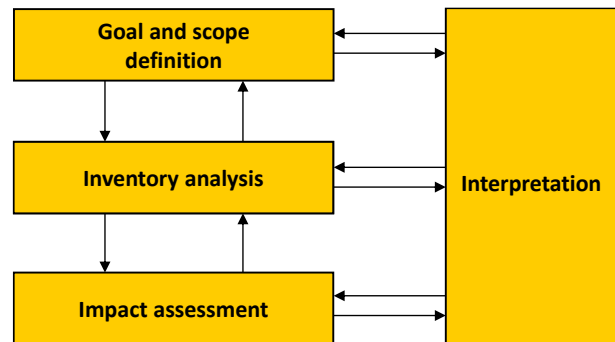 Goal and scope
definition
Inventory analysis
Interpretation
Impact assessment